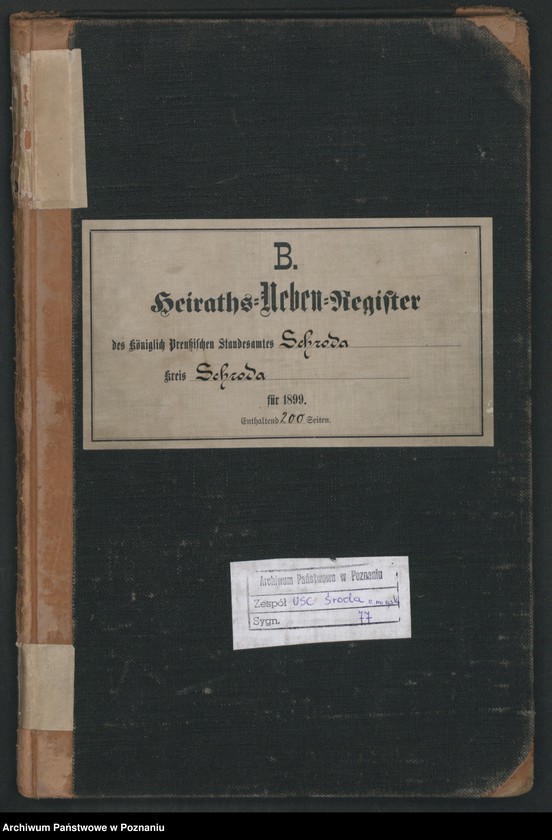 B.
Heiraths-Neben-Register
des Königlich Preußischen Standesamtes Schroda
Kreis Schroda
für 1899.
Enthaltend 200 Seiten.
Archiwum Państwowe w Poznaniu
Zespół USC Środa
Sygn. 77
Archiwum Państwowe w Poznaniu